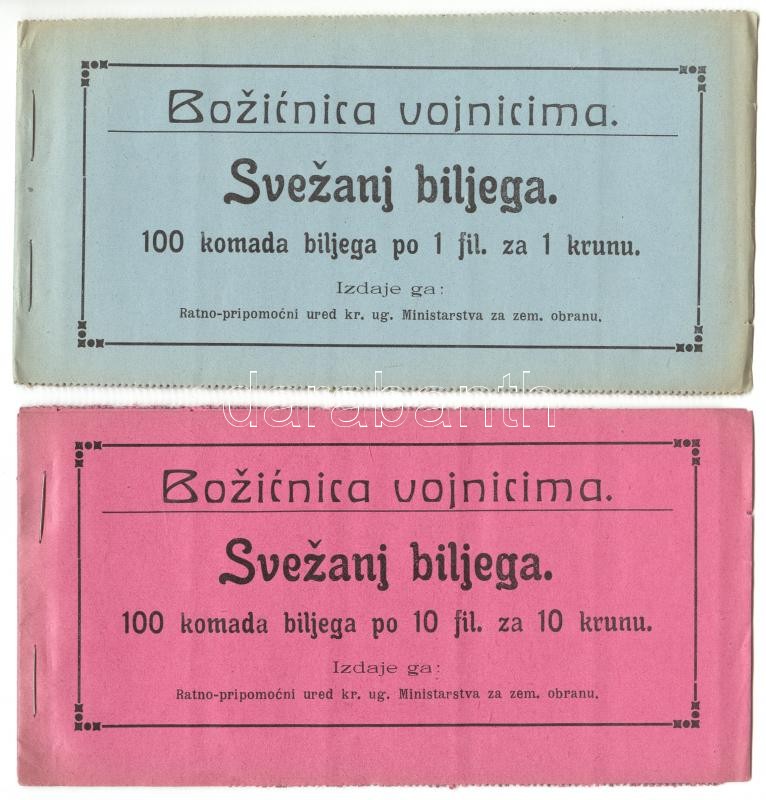 Božićnica vojnicima.
Svežanj biljega.
100 komada biljega po 1 fil. za 1 krunu.
Izdaje ga:
Ratno-pripomoćni ured kr. ug. Ministarstva za zem. obranu.
darabanth
Božićnica vojnicima.
Svežanj biljega.
100 komada biljega po 10 fil. za 10 krunu.
Izdaje ga:
Ratno-pripomoćni ured kr. ug. Ministarstva za zem. obranu.